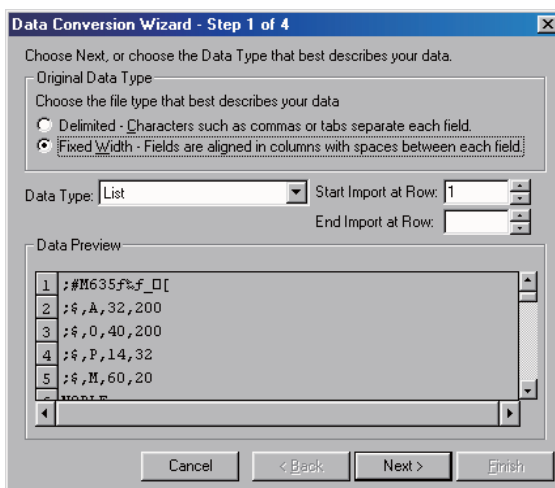 Data Conversion Wizard - Step 1 of 4
Choose Next, or choose the Data Type that best describes your data.
Original Data Type
Choose the file type that best describes your data
Delimited - Characters such as commas or tabs separate each field.
Fixed Width - Fields are aligned in columns with spaces between each field.
Data Type: List
Start Import at Row: 1
End Import at Row:
Data Preview
1 ;#M635ƒ‰ƒ_□[
2 ;$,A,32,200
3 ;$,O,40,200
4 ;$,P,14,32
5 ;$,M,60,20
Cancel
< Back
Next >
Finish